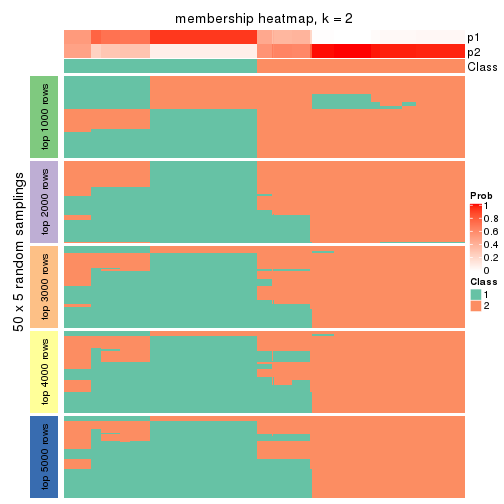 membership heatmap, k = 2
p1
p2
Class
50 x 5 random samplings
top 1000 rows
top 2000 rows
top 3000 rows
top 4000 rows
top 5000 rows
Prob
1
0.8
0.6
0.4
0.2
0
Class
1
2